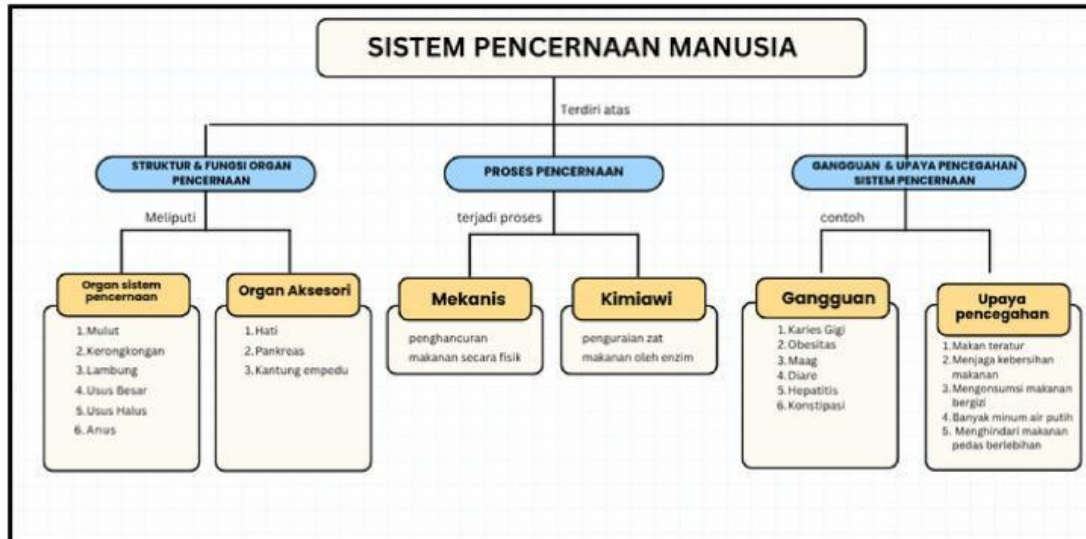 SISTEM PENCERNAAN MANUSIA
Terdiri atas
STRUKTUR & FUNGSI ORGAN
PENCERNAAN
Meliputi
Organ sistem
pencernaan
1. Mulut
2. Kerongkongan
3. Lambung
4. Usus Besar
5. Usus Halus
6. Anus
Organ Aksesori
1. Hati
2. Pankreas
3. Kantung empedu
PROSES PENCERNAAN
terjadi proses
Mekanis
penghancuran
makanan secara fisik
Kimiawi
penguraian zat
makanan oleh enzim
GANGGUAN & UPAYA PENCEGAHAN
SISTEM PENCERNAAN
contoh
Gangguan
1. Karies Gigi
2. Obesitas
3. Maag
4. Diare
5. Hepatitis
6. Konstipasi
Upaya
pencegahan
1. Makan teratur
2. Menjaga kebersihan
makanan
3. Mengonsumsi makanan
bergizi
4. Banyak minum air putih
5. Menghindari makanan
pedas berlebihan